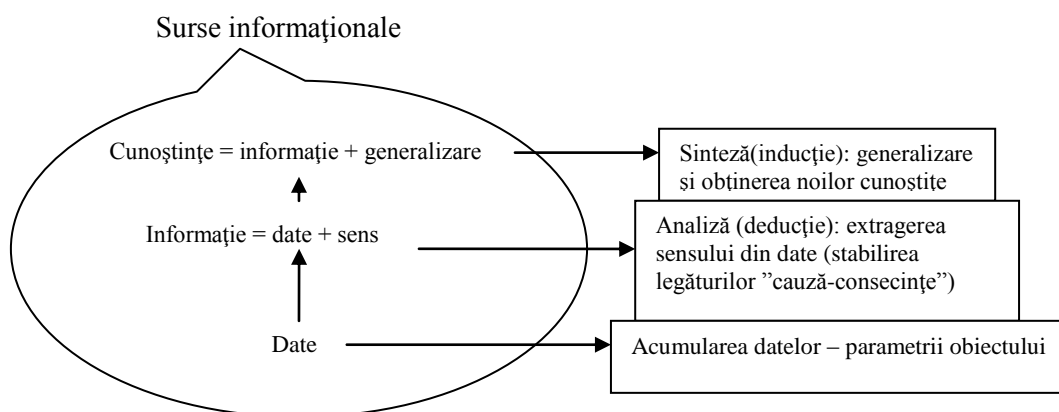 Surse informaţionale
Cunoştinţe = informaţie + generalizare
Sinteză(inducţie): generalizare
şi obţinerea noilor cunoştiţe
Informaţie = date + sens
Analiză (deducţie): extragerea
sensului din date (stabilirea
legăturilor ”cauză-consecinţe”)
Date
Acumularea datelor – parametrii obiectului